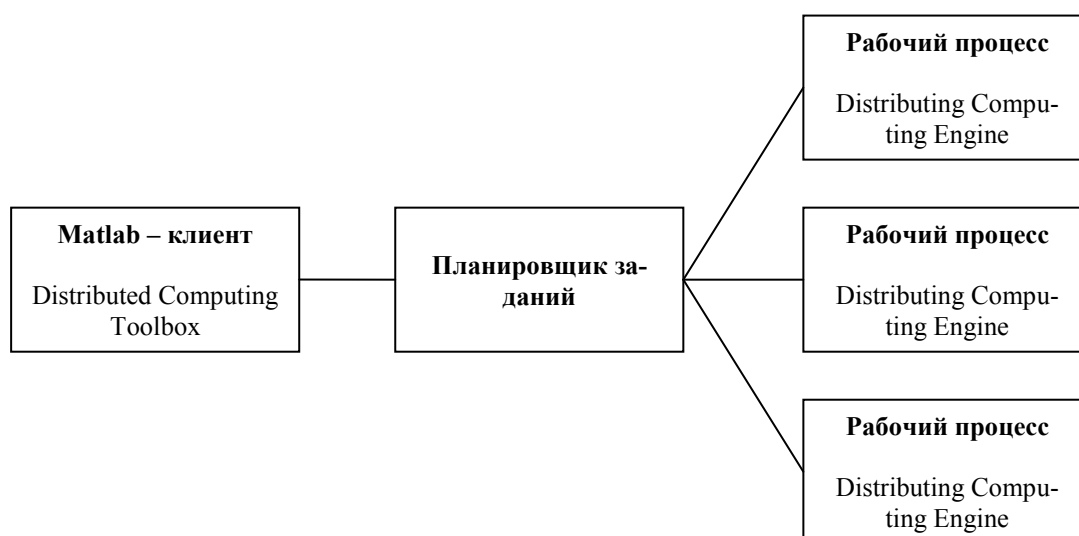 Matlab – клиент
Distributed Computing
Toolbox
Планировщик за-
даний
Рабочий процесс
Distributing Compu-
ting Engine
Рабочий процесс
Distributing Compu-
ting Engine
Рабочий процесс
Distributing Compu-
ting Engine